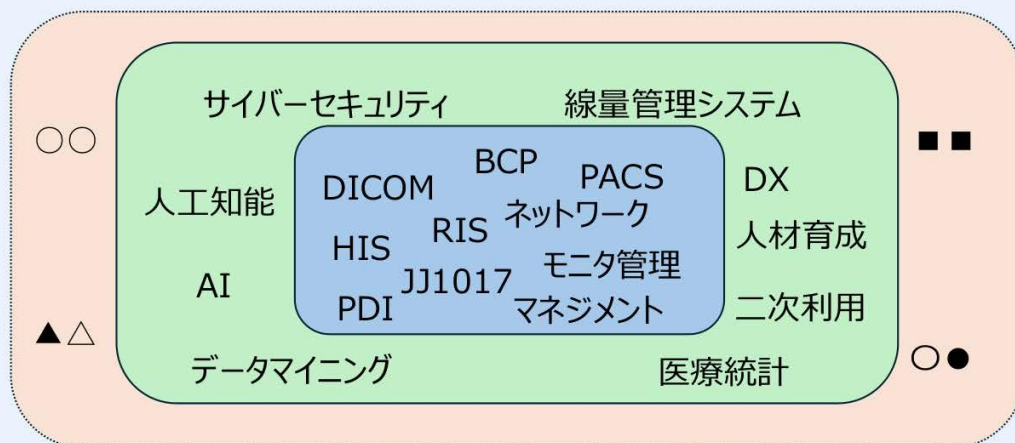 サイバーセキュリティ
線量管理システム
○○
■■
BCP
PACS
DX
DICOM
人工知能
ネットワーク
RIS
人材育成
HIS
モニタ管理
AI
JJ1017
PDI
マネジメント
二次利用
▲△
○●
データマイニング
医療統計